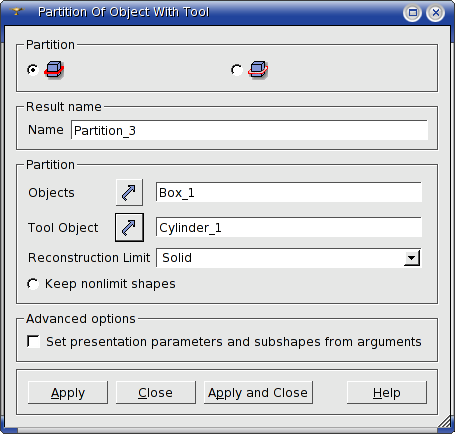 Partition Of Object With Tool
Partition
Result name
Name Partition_3
Partition
Objects Box_1
Tool Object Cylinder_1
Reconstruction Limit Solid
Keep nonlimit shapes
Advanced options
Set presentation parameters and subshapes from arguments
Apply Close Apply and Close Help